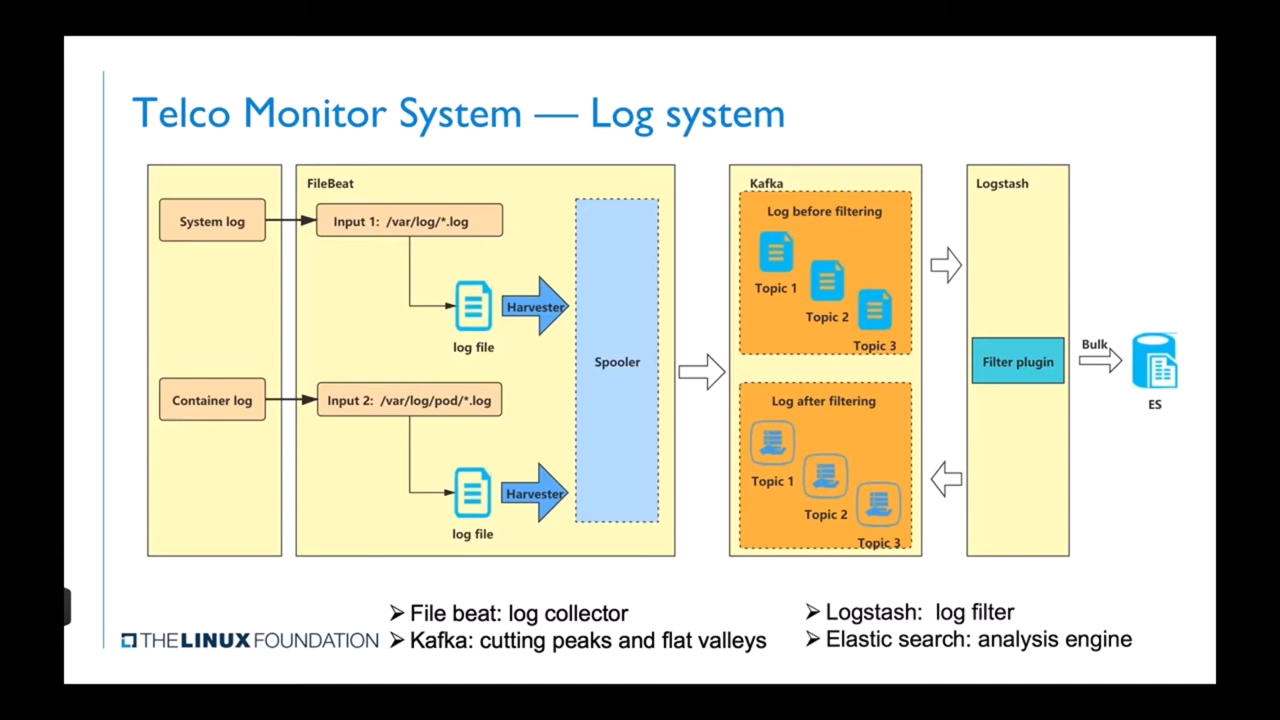 Telco Monitor System — Log system
System log
Container log
FileBeat
Input 1: /var/log/*.log
log file
Harvester
Input 2: /var/log/pod/*.log
log file
Harvester
Spooler
Kafka
Log before filtering
Topic 1
Topic 2
Topic 3
Log after filtering
Topic 1
Topic 2
Topic 3
Logstash
Filter plugin
Bulk
ES
➢ File beat: log collector
➢ Kafka: cutting peaks and flat valleys
➢ Logstash: log filter
➢ Elastic search: analysis engine
THE LINUX FOUNDATION